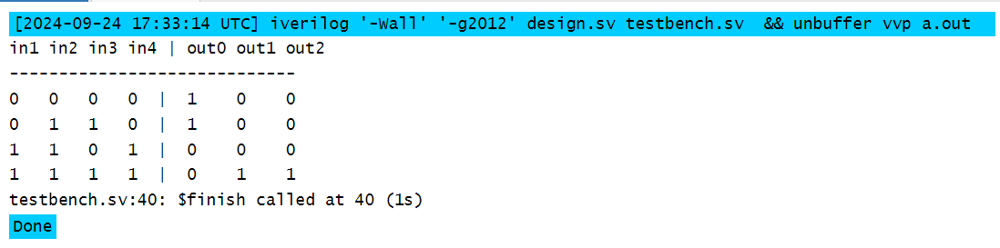 [2024-09-24 17:33:14 UTC] iverilog '-Wall' '-g2012' design.sv testbench.sv  && unbuffer vvp a.out
in1 in2 in3 in4 | out0 out1 out2
-----------------------------
0   0   0   0  |  1    0    0
0   1   1   0  |  1    0    0
1   1   0   1  |  0    0    0
1   1   1   1  |  0    1    1
testbench.sv:40: $finish called at 40 (1s)
Done